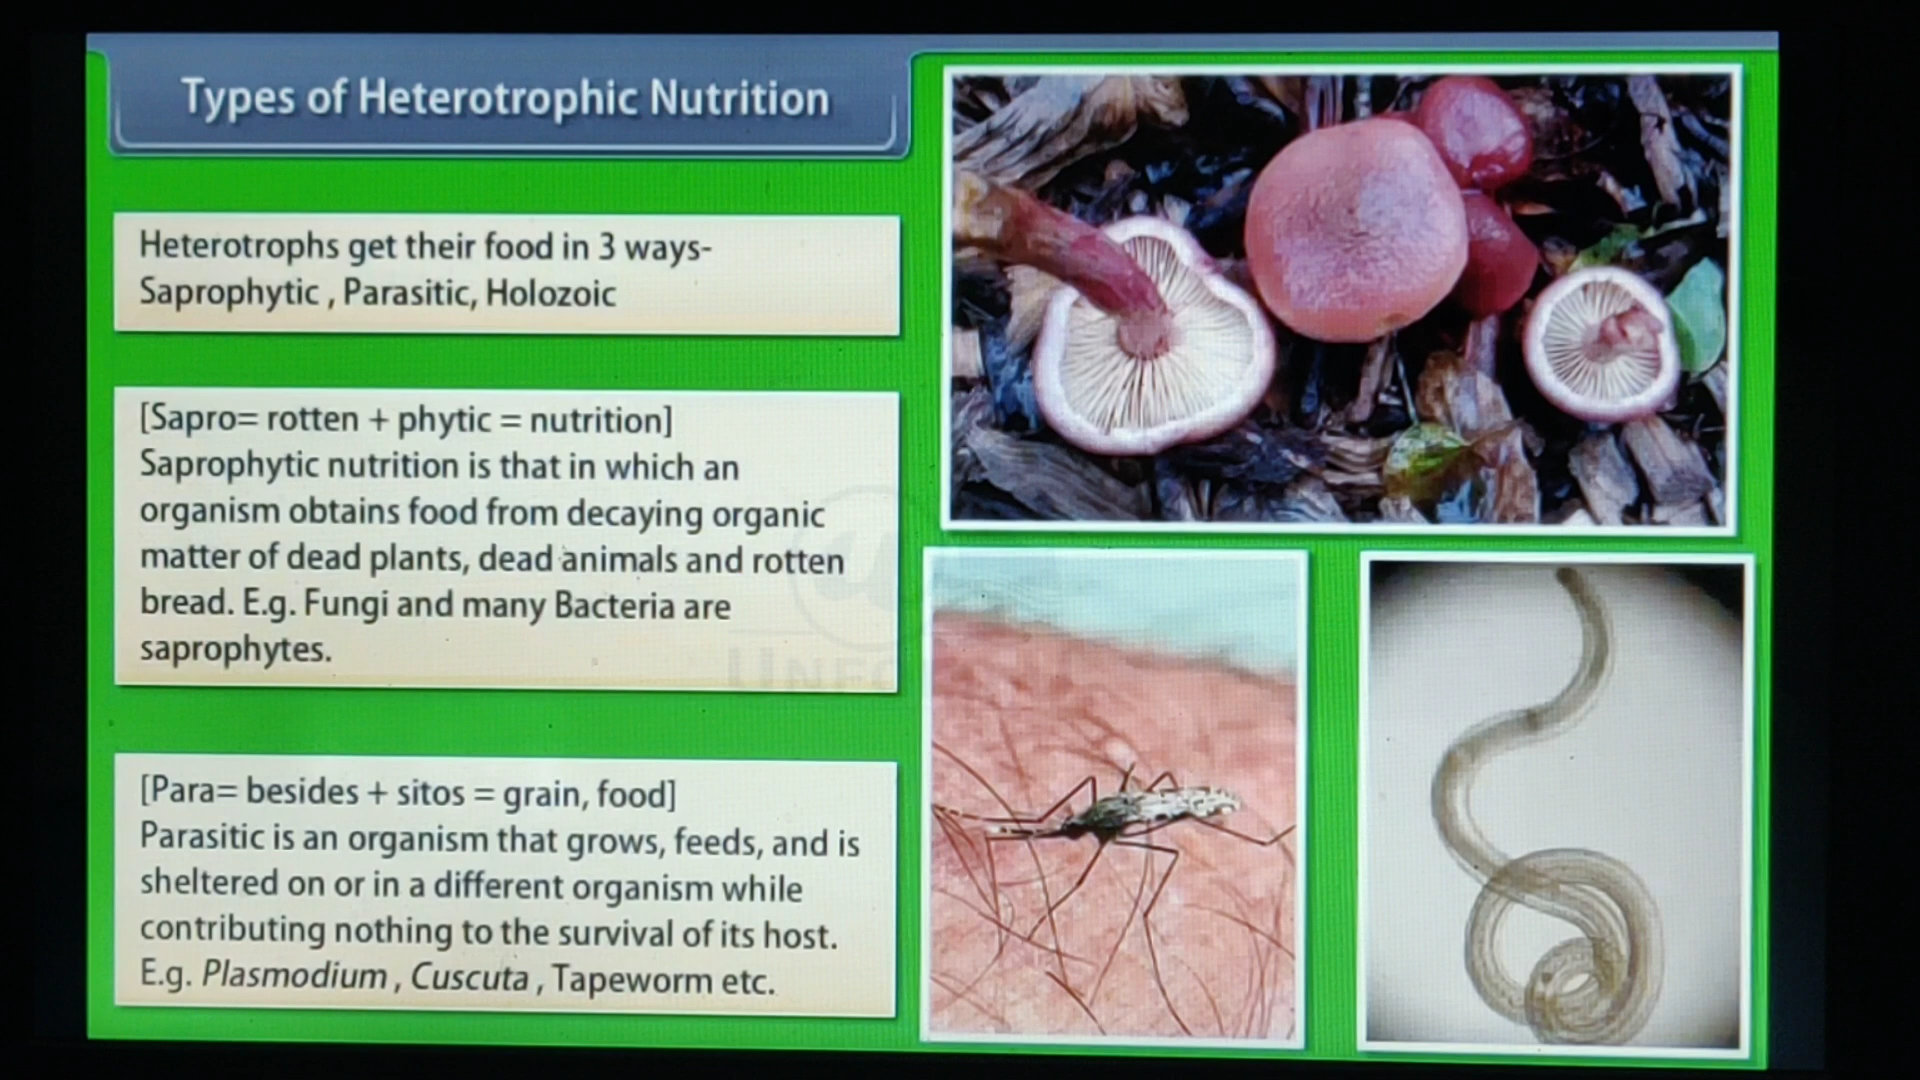 Types of Heterotrophic Nutrition
Heterotrophs get their food in 3 ways-
Saprophytic , Parasitic, Holozoic
[Sapro= rotten + phytic = nutrition]
Saprophytic nutrition is that in which an
organism obtains food from decaying organic
matter of dead plants, dead animals and rotten
bread. E.g. Fungi and many Bacteria are
saprophytes.
[Para= besides + sitos = grain, food]
Parasitic is an organism that grows, feeds, and is
sheltered on or in a different organism while
contributing nothing to the survival of its host.
E.g. Plasmodium , Cuscuta , Tapeworm etc.